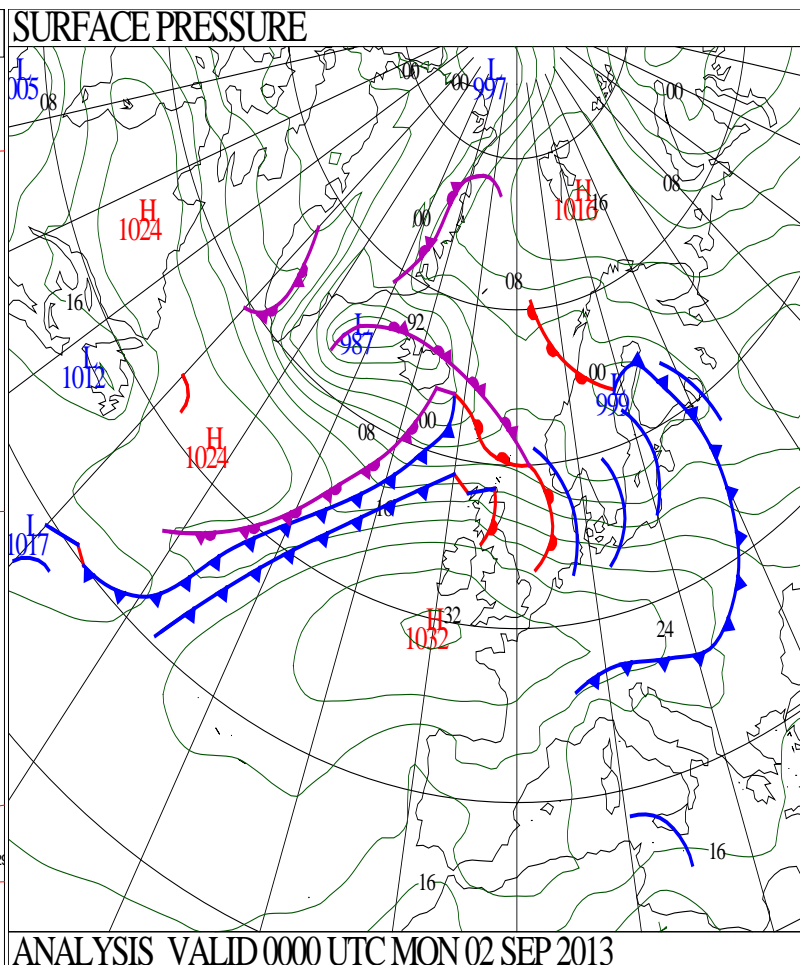 SURFACE PRESSURE
L
005
08
00
00
L
997
00
H
1024
00
H
1016
16
08
16
08
L
987
92
L
1012
00
L
999
08
00
H
1024
16
L
1017
H
1032
32
24
16
16
ANALYSIS VALID 0000 UTC MON 02 SEP 2013